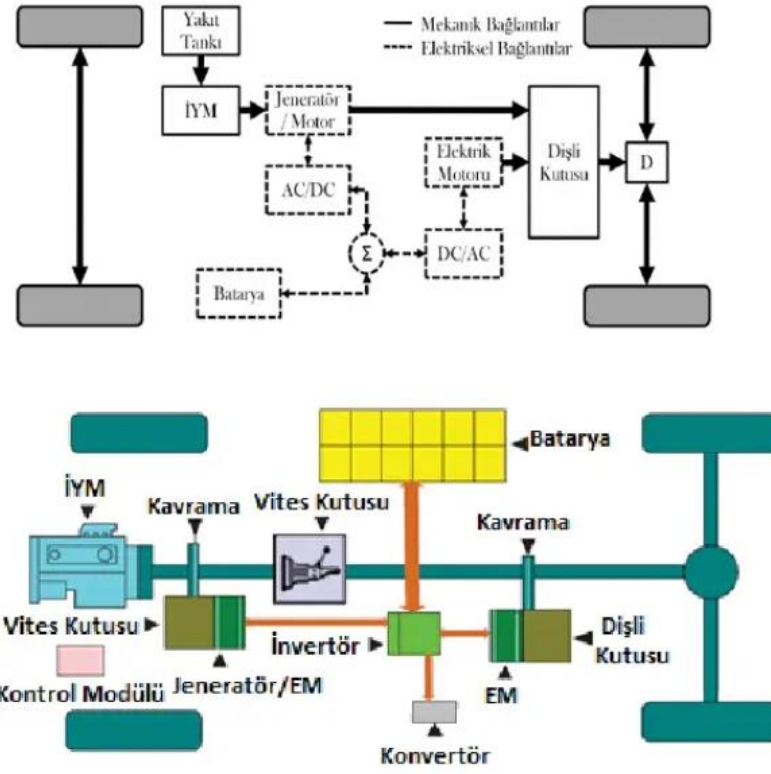 Yakıt
Tankı
Mekanik Bağlantılar
Elektriksel Bağlantılar
İYM
Jeneratör
/ Motor
Elektrik
Motoru
Dişli
Kutusu
D
AC/DC
Σ
DC/AC
Batarya
Batarya
İYM
Kavrama
Vites Kutusu
Kavrama
Vites Kutusu
İnvertör
Dişli
Kutusu
Kontrol Modülü
Jeneratör/EM
EM
Konvertör